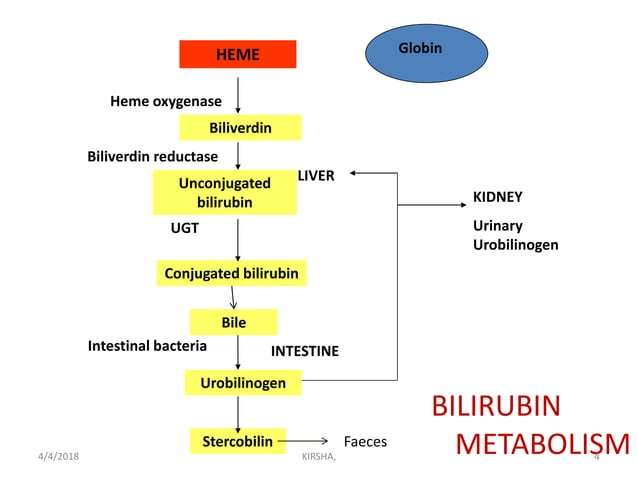 HEME
Globin
Heme oxygenase
Biliverdin
Biliverdin reductase
LIVER
Unconjugated
bilirubin
KIDNEY
UGT
Urinary
Urobilinogen
Conjugated bilirubin
Bile
Intestinal bacteria
INTESTINE
Urobilinogen
BILIRUBIN
METABOLISM
Stercobilin
Faeces
4/4/2018
KIRSHA,
4